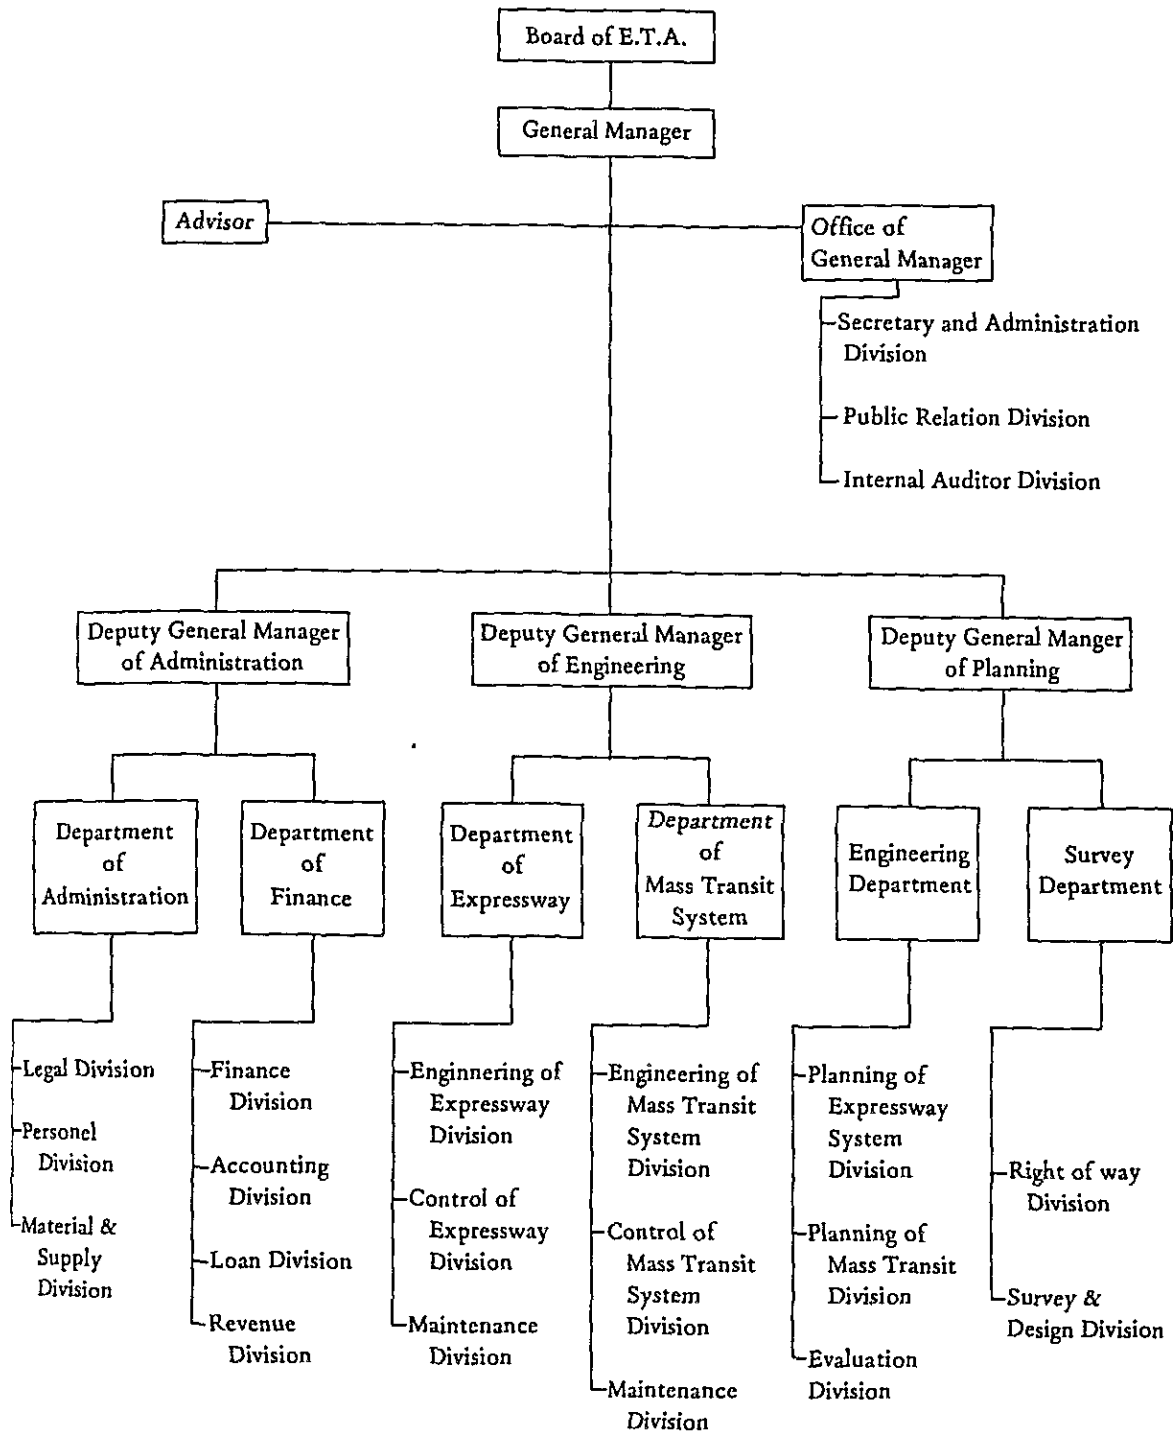 Board of E.T.A.
General Manager
Advisor
Office of
General Manager
Secretary and Administration
Division
Public Relation Division
Internal Auditor Division
Deputy General Manager
of Administration
Deputy Gerneral Manager
of Engineering
Deputy General Manger
of Planning
Department
of
Administration
Department
of
Finance
Department
of
Expressway
Department
of
Mass Transit
System
Engineering
Department
Survey
Department
Legal Division
Personel
Division
Material &
Supply
Division
Finance
Division
Accounting
Division
Loan Division
Revenue
Division
Enginnering of
Expressway
Division
Control of
Expressway
Division
Maintenance
Division
Engineering of
Mass Transit
System
Division
Control of
Mass Transit
System
Division
Maintenance
Division
Planning of
Expressway
System
Division
Planning of
Mass Transit
Division
Evaluation
Division
Right of way
Division
Survey &
Design Division